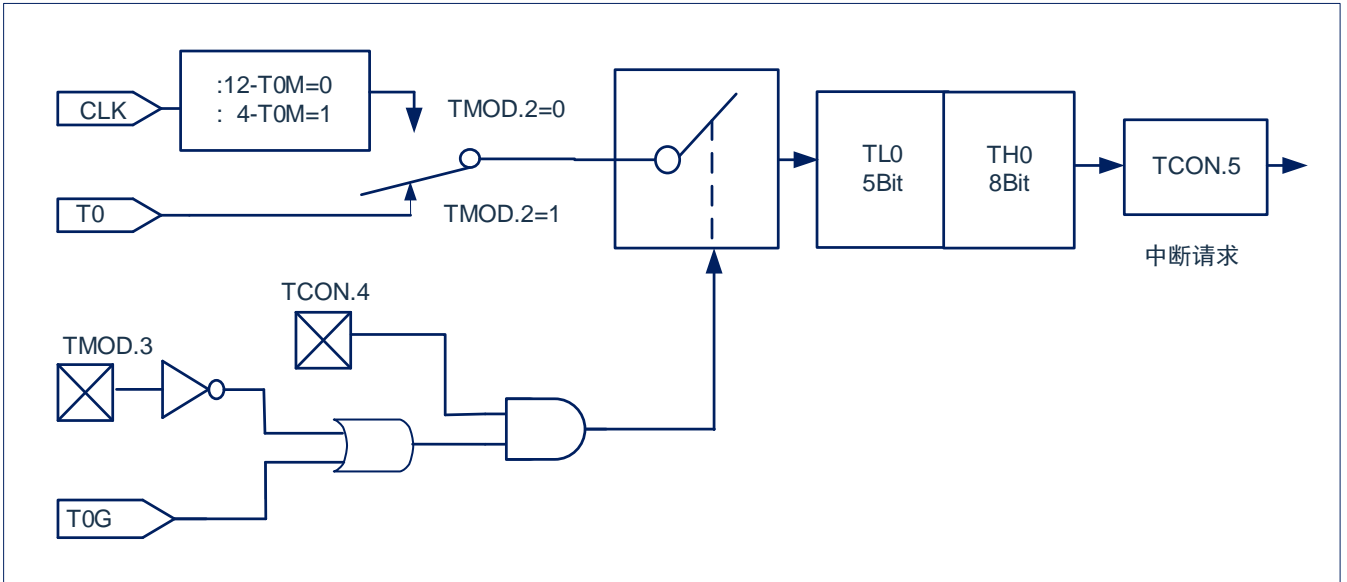 :12-T0M=0
: 4-T0M=1
CLK
TMOD.2=0
T0
TMOD.2=1
TL0
5Bit
TH0
8Bit
TCON.5
中断请求
TCON.4
TMOD.3
T0G